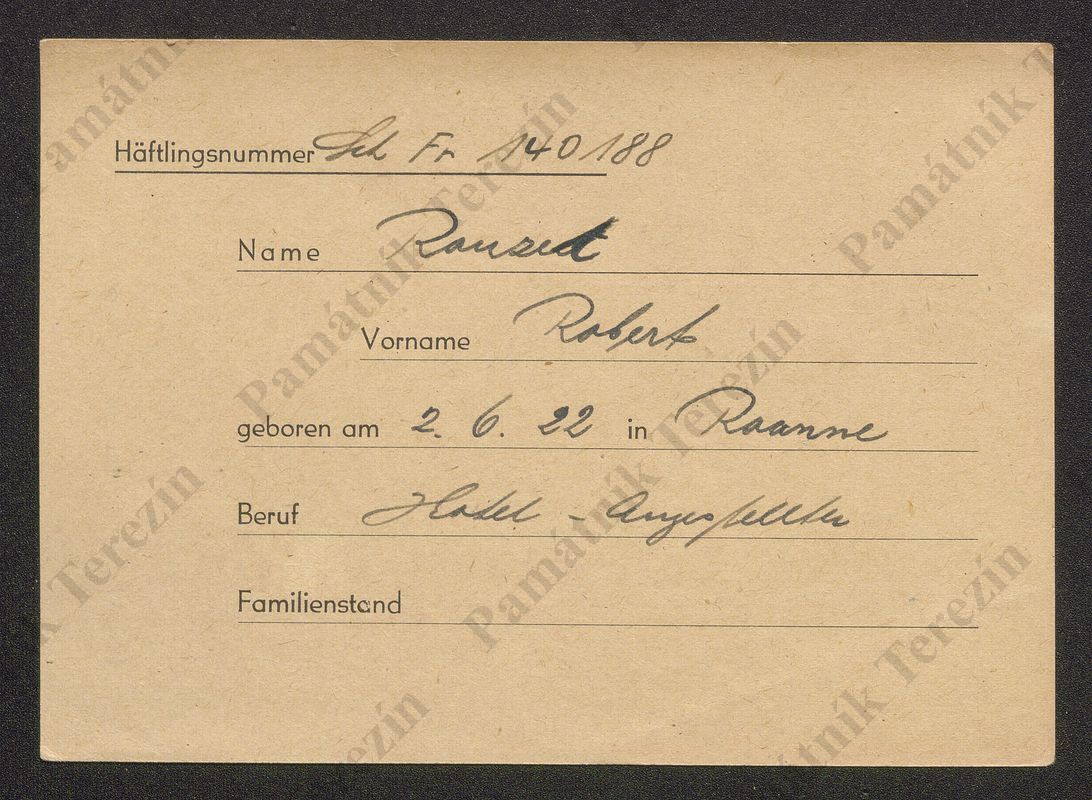 Häftlingsnummer Sch Fr 140188
Name Rouzed
Vorname Robert
geboren am 2. 6. 22 in Roanne
Beruf Hotel - Angestellter
Familienstand
Památník Terezín